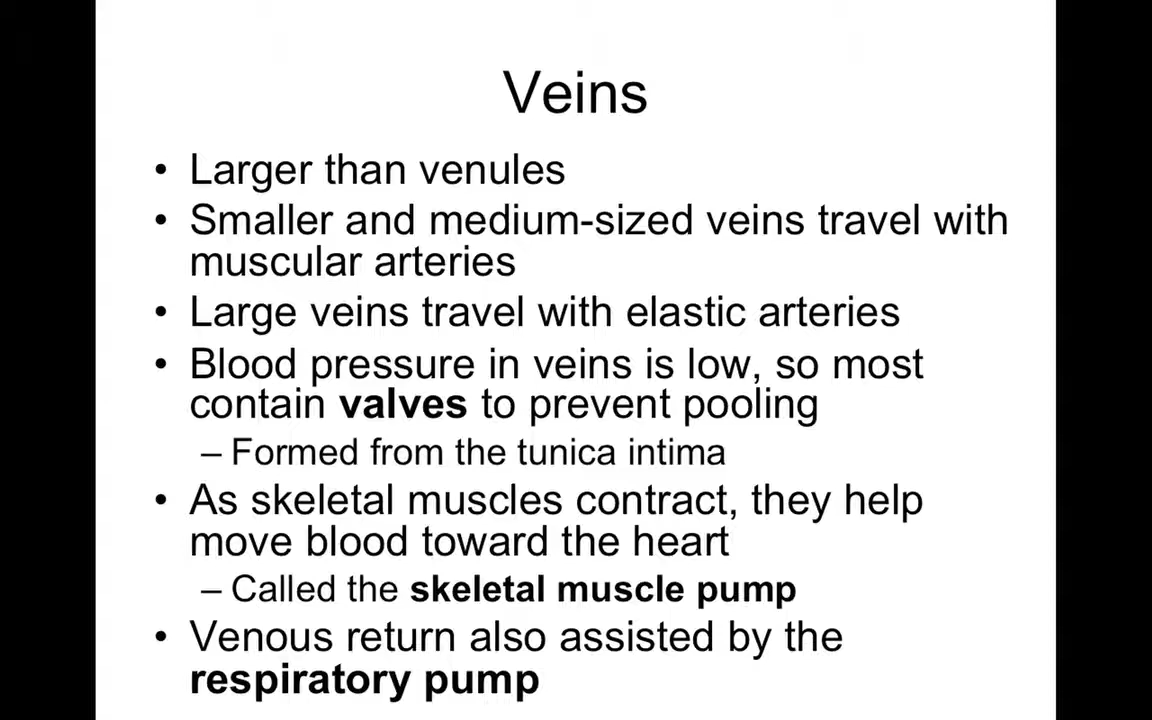 Veins
• Larger than venules
• Smaller and medium-sized veins travel with
muscular arteries
• Large veins travel with elastic arteries
• Blood pressure in veins is low, so most
contain valves to prevent pooling
– Formed from the tunica intima
• As skeletal muscles contract, they help
move blood toward the heart
– Called the skeletal muscle pump
• Venous return also assisted by the
respiratory pump